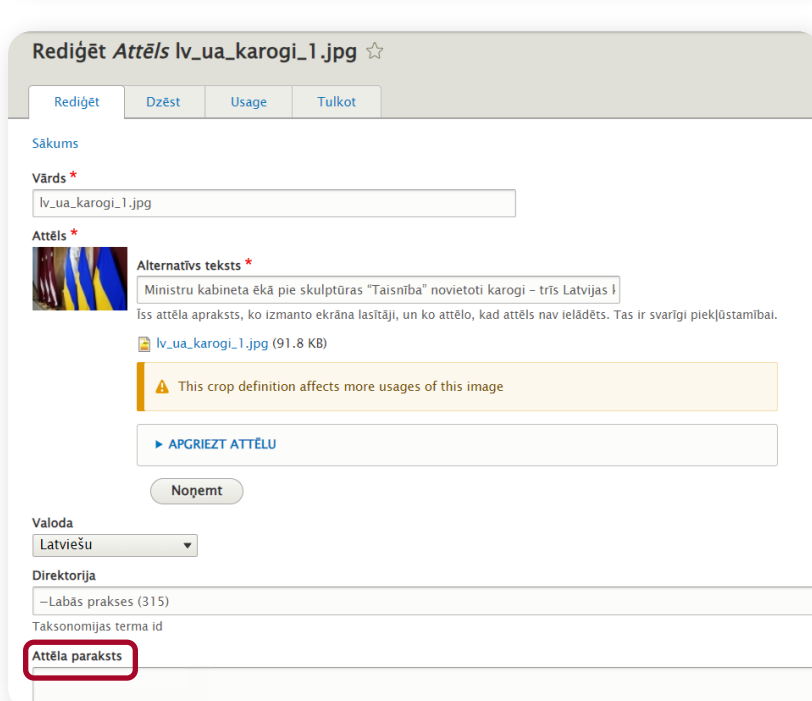 Rediģēt Attēls lv_ua_karogi_1.jpg
Rediģēt Dzēst Usage Tulkot
Sākums
Vārds *
lv_ua_karogi_1.jpg
Attēls *
Alternatīvs teksts *
Ministru kabineta ēkā pie skulptūras “Taisnība” novietoti karogi – trīs Latvijas
Īss attēla apraksts, ko izmanto ekrāna lasītāji, un ko attēlo, kad attēls nav ielādēts. Tas ir svarīgi piekļūstamībai.
lv_ua_karogi_1.jpg (91.8 KB)
This crop definition affects more usages of this image
APGRIEZT ATTĒLU
Noņemt
Valoda
Latviešu
Direktorija
–Labās prakses (315)
Taksonomijas terma id
Attēla paraksts